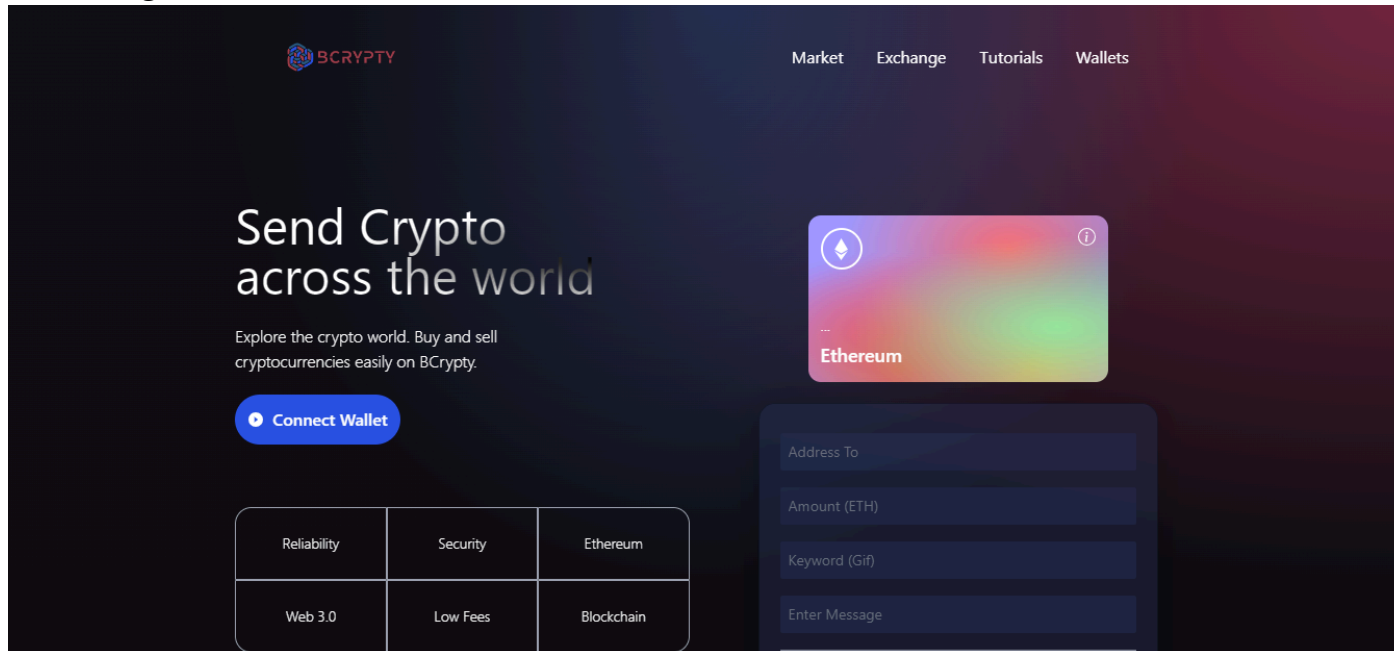 BCRYPTY
Market Exchange Tutorials Wallets
Send Crypto
across the world
Explore the crypto world. Buy and sell
cryptocurrencies easily on BCrypty.
Connect Wallet
Reliability Security Ethereum
Web 3.0 Low Fees Blockchain
...
Ethereum
Address To
Amount (ETH)
Keyword (Gif)
Enter Message